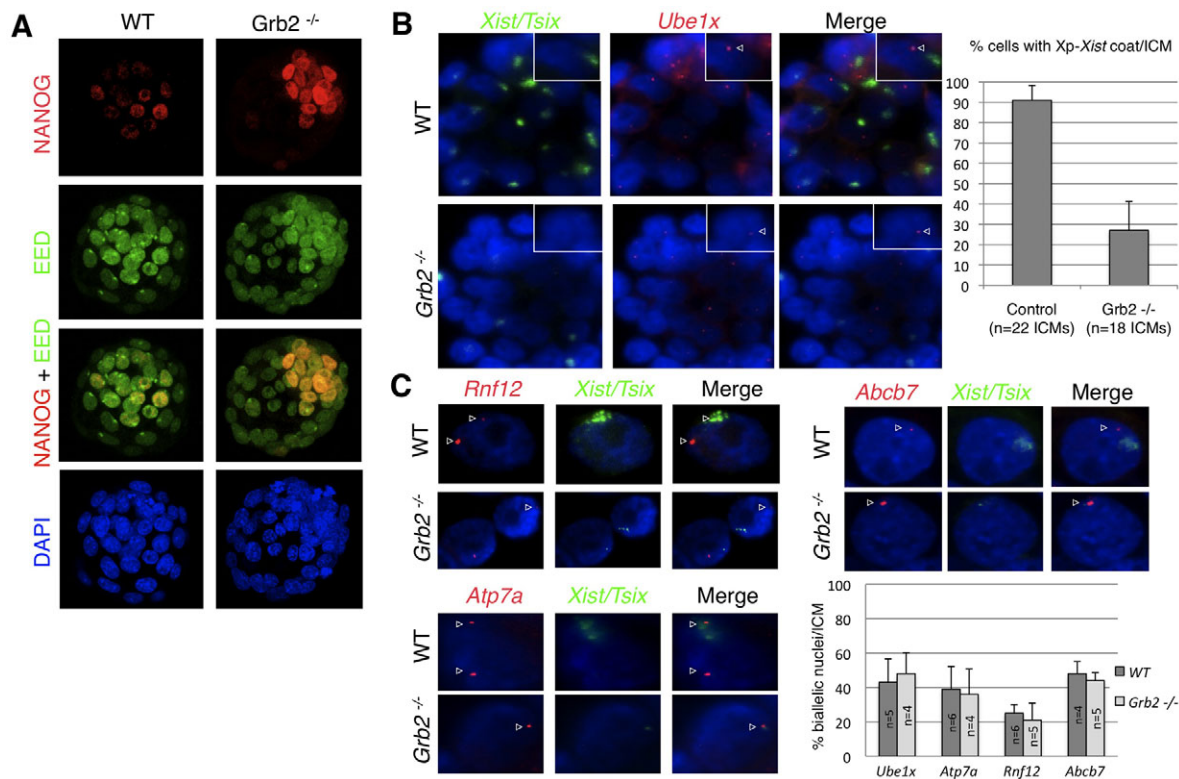 A
WT
Grb2 -/-
NANOG
EED
NANOG + EED
DAPI
B
Xist/Tsix
Ube1x
Merge
WT
Grb2 -/-
% cells with Xp-Xist coat/ICM
100
90
80
70
60
50
40
30
20
10
0
Control
(n=22 ICMs)
Grb2 -/-
(n=18 ICMs)
C
Rnf12
Xist/Tsix
Merge
WT
Grb2 -/-
Abcb7
Xist/Tsix
Merge
WT
Grb2 -/-
Atp7a
Xist/Tsix
Merge
WT
Grb2 -/-
% biallelic nuclei/ICM
100
80
60
40
20
0
n=5
n=4
n=6
n=4
n=6
n=5
n=4
n=5
Ube1x
Atp7a
Rnf12
Abcb7
WT
Grb2 -/-